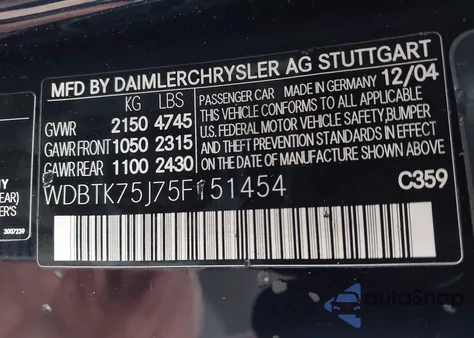 MFD BY DAIMLERCHRYSLER AG STUTTGART
KG LBS
GVWR 2150 4745
GAWR FRONT 1050 2315
GAWR REAR 1100 2430
PASSENGER CAR MADE IN GERMANY 12/04
THIS VEHICLE CONFORMS TO ALL APPLICABLE
U.S. FEDERAL MOTOR VEHICLE SAFETY, BUMPER
AND THEFT PREVENTION STANDARDS IN EFFECT
ON THE DATE OF MANUFACTURE SHOWN ABOVE.
WDBTK75J75F151454
C359
3007239
autoSnap